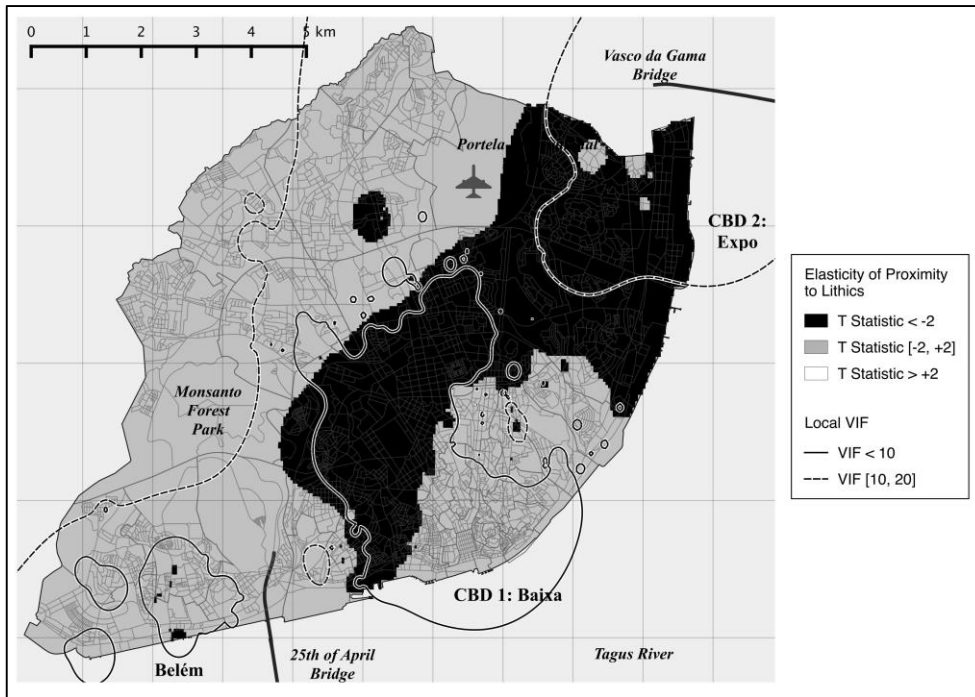 0 1 2 3 4 5 km
Vasco da Gama
Bridge
Portela
CBD 2:
Expo
Elasticity of Proximity
to Lithics
T Statistic < -2
T Statistic [-2, +2]
T Statistic > +2
Monsanto
Forest
Park
Local VIF
VIF < 10
VIF [10, 20]
CBD 1: Baixa
Belém
25th of April
Bridge
Tagus River